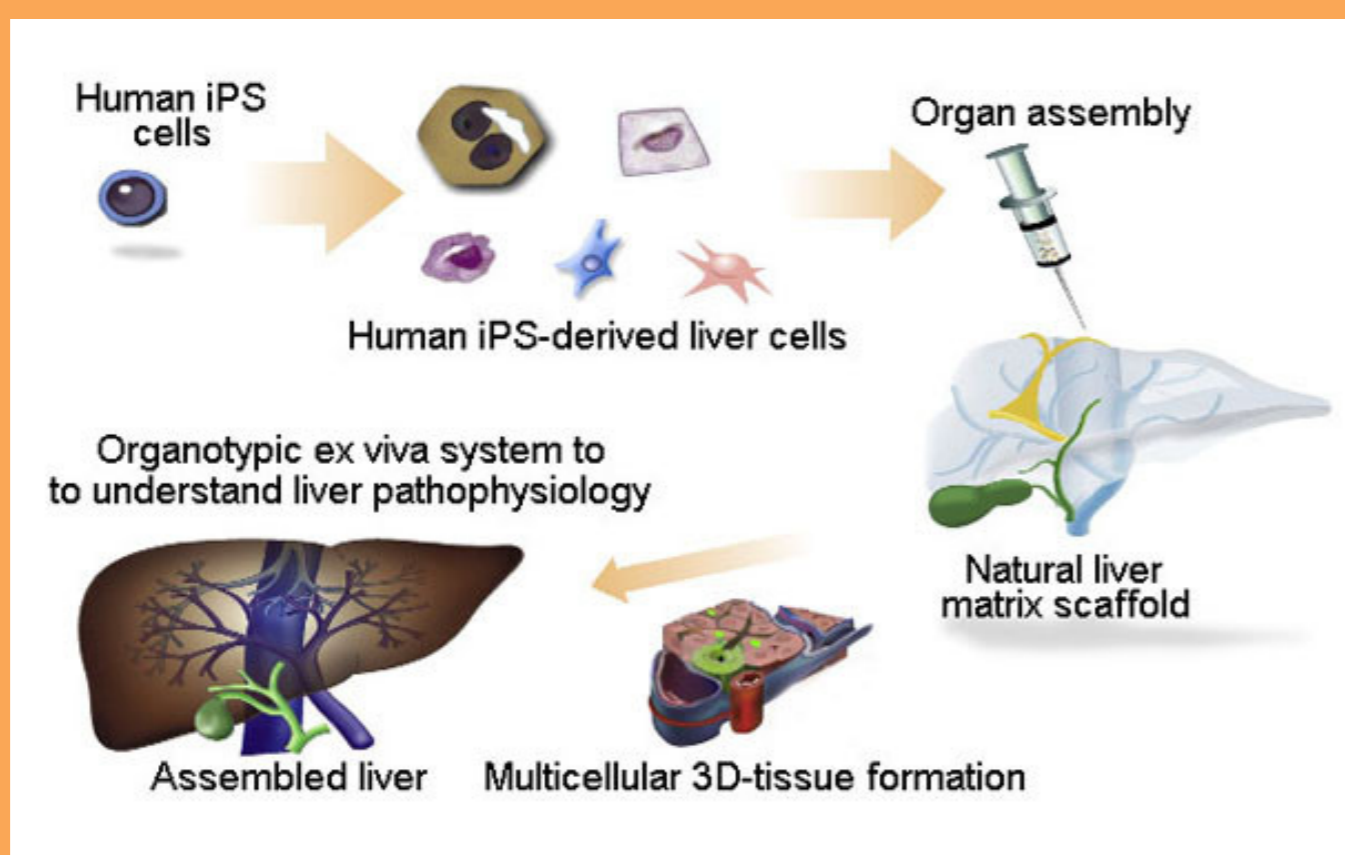 Human iPS
cells
Organ assembly
Human iPS-derived liver cells
Organotypic ex viva system to
to understand liver pathophysiology
Natural liver
matrix scaffold
Assembled liver
Multicellular 3D-tissue formation